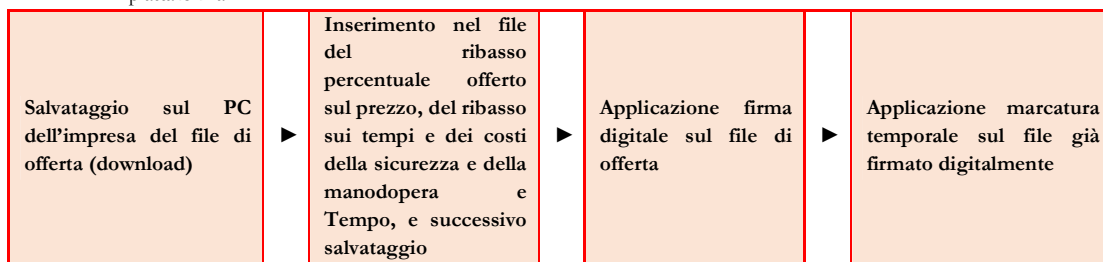 Salvataggio sul PC
dell'impresa del file di
offerta (download)
►
Inserimento nel file
del ribasso
percentuale offerto
sul prezzo, del ribasso
sui tempi e dei costi
della sicurezza e della
manodopera e
Tempo, e successivo
salvataggio
►
Applicazione firma
digitale sul file di
offerta
►
Applicazione marcatura
temporale sul file già
firmato digitalmente